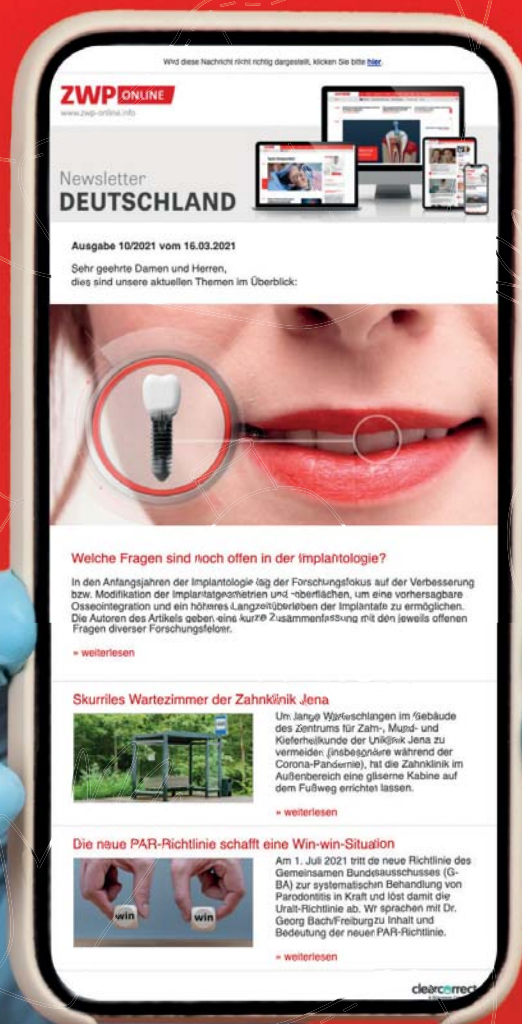 Wird diese Nachricht nicht richtig dargestellt, klicken Sie bitte hier.
ZWP ONLINE
www.zwp-online.info
Newsletter
DEUTSCHLAND
Ausgabe 10/2021 vom 16.03.2021
Sehr geehrte Damen und Herren,
dies sind unsere aktuellen Themen im Überblick:
Welche Fragen sind noch offen in der Implantologie?
In den Anfangsjahren der Implantologie lag der Forschungsfokus auf der Verbesserung
bzw. Modifikation der Implantatgeometrien und -oberflächen, um eine vorhersagbare
Osseointegration und ein höheres Langzeitüberleben der Implantate zu ermöglichen.
Die Autoren des Artikels geben eine kurze Zusammenfassung mit den jeweils offenen
Fragen diverser Forschungsfelder.
» weiterlesen
Skurriles Wartezimmer der Zahnklinik Jena
Um lange Warteschlangen im Gebäude
des Zentrums für Zahn-, Mund- und
Kieferheilkunde der Uniklinik Jena zu
vermeiden (insbesondere während der
Corona-Pandemie), hat die Zahnklinik im
Außenbereich eine gläserne Kabine auf
dem Fußweg errichtet lassen.
» weiterlesen
Die neue PAR-Richtlinie schafft eine Win-win-Situation
win win
Am 1. Juli 2021 tritt die neue Richtlinie des
Gemeinsamen Bundesausschusses (G-
BA) zur systematischen Behandlung von
Parodontitis in Kraft und löst damit die
Uralt-Richtlinie ab. Wir sprachen mit Dr.
Georg Bach/Freiburg zu Inhalt und
Bedeutung der neuen PAR-Richtlinie.
» weiterlesen
clearcorrect